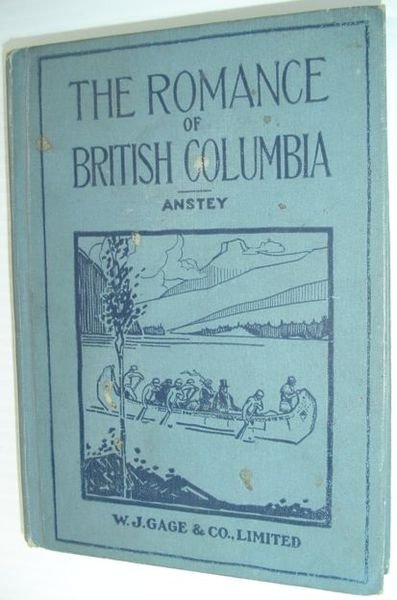 THE ROMANCE
OF
BRITISH COLUMBIA
ANSTEY
W. J. GAGE & CO., LIMITED